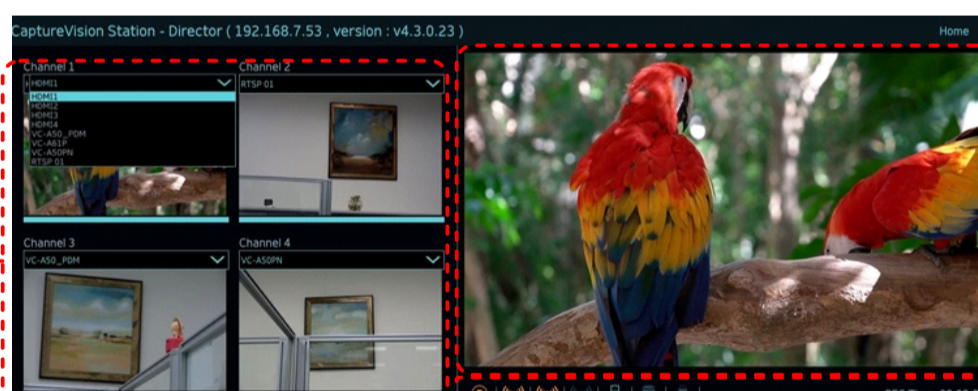 CaptureVision Station - Director ( 192.168.7.53 , version : v4.3.0.23 )
Home
Channel 1
HDMI1
HDMI1
HDMI2
HDMI3
HDMI4
VC-A50_PDM
VC-A61P
VC-A50PN
RTSP 01
Channel 2
RTSP 01
Channel 3
VC-A50_PDM
Channel 4
VC-A50PN